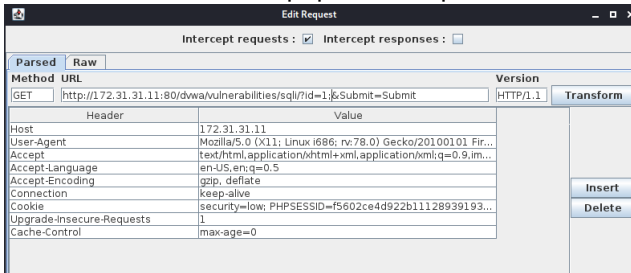 Edit Request
Intercept requests : Intercept responses :
Parsed Raw
Method URL Version
GET http://172.31.31.11:80/dvwa/vulnerabilities/sqli/?id=1;&Submit=Submit HTTP/1.1 Transform
Header Value
Host 172.31.31.11
User-Agent Mozilla/5.0 (X11; Linux i686; rv:78.0) Gecko/20100101 Fir...
Accept text/html,application/xhtml+xml,application/xml;q=0.9,im...
Accept-Language en-US,en;q=0.5
Accept-Encoding gzip, deflate
Connection keep-alive
Cookie security=low; PHPSESSID=f5602ce4d922b11128939193...
Upgrade-Insecure-Requests 1
Cache-Control max-age=0
Insert
Delete